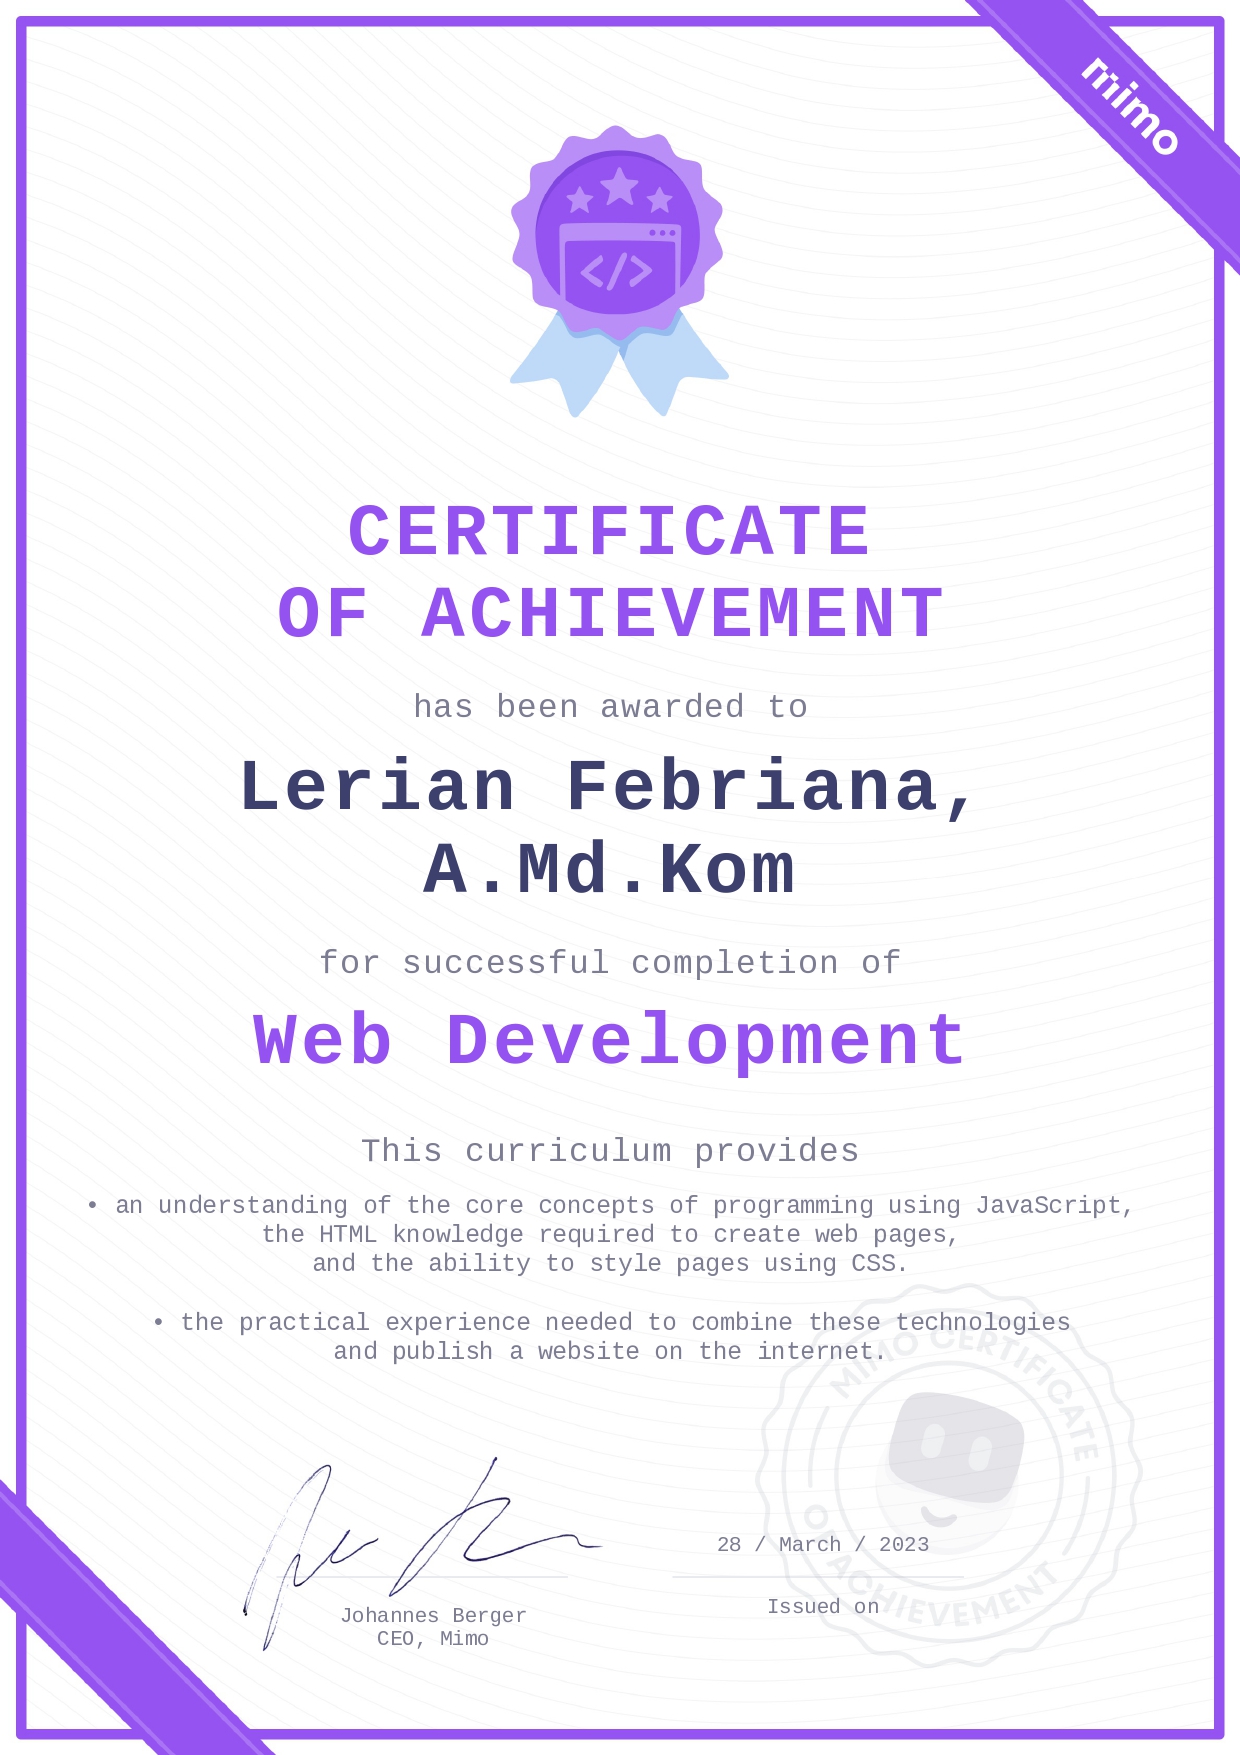 mimo
</>
CERTIFICATE
OF ACHIEVEMENT
has been awarded to
Lerian Febriana,
A.Md.Kom
for successful completion of
Web Development
This curriculum provides
• an understanding of the core concepts of programming using JavaScript,
the HTML knowledge required to create web pages,
and the ability to style pages using CSS.
• the practical experience needed to combine these technologies
and publish a website on the internet.
MIMO CERTIFICATE
OF ACHIEVEMENT
28 / March / 2023
Issued on
Johannes Berger
CEO, Mimo